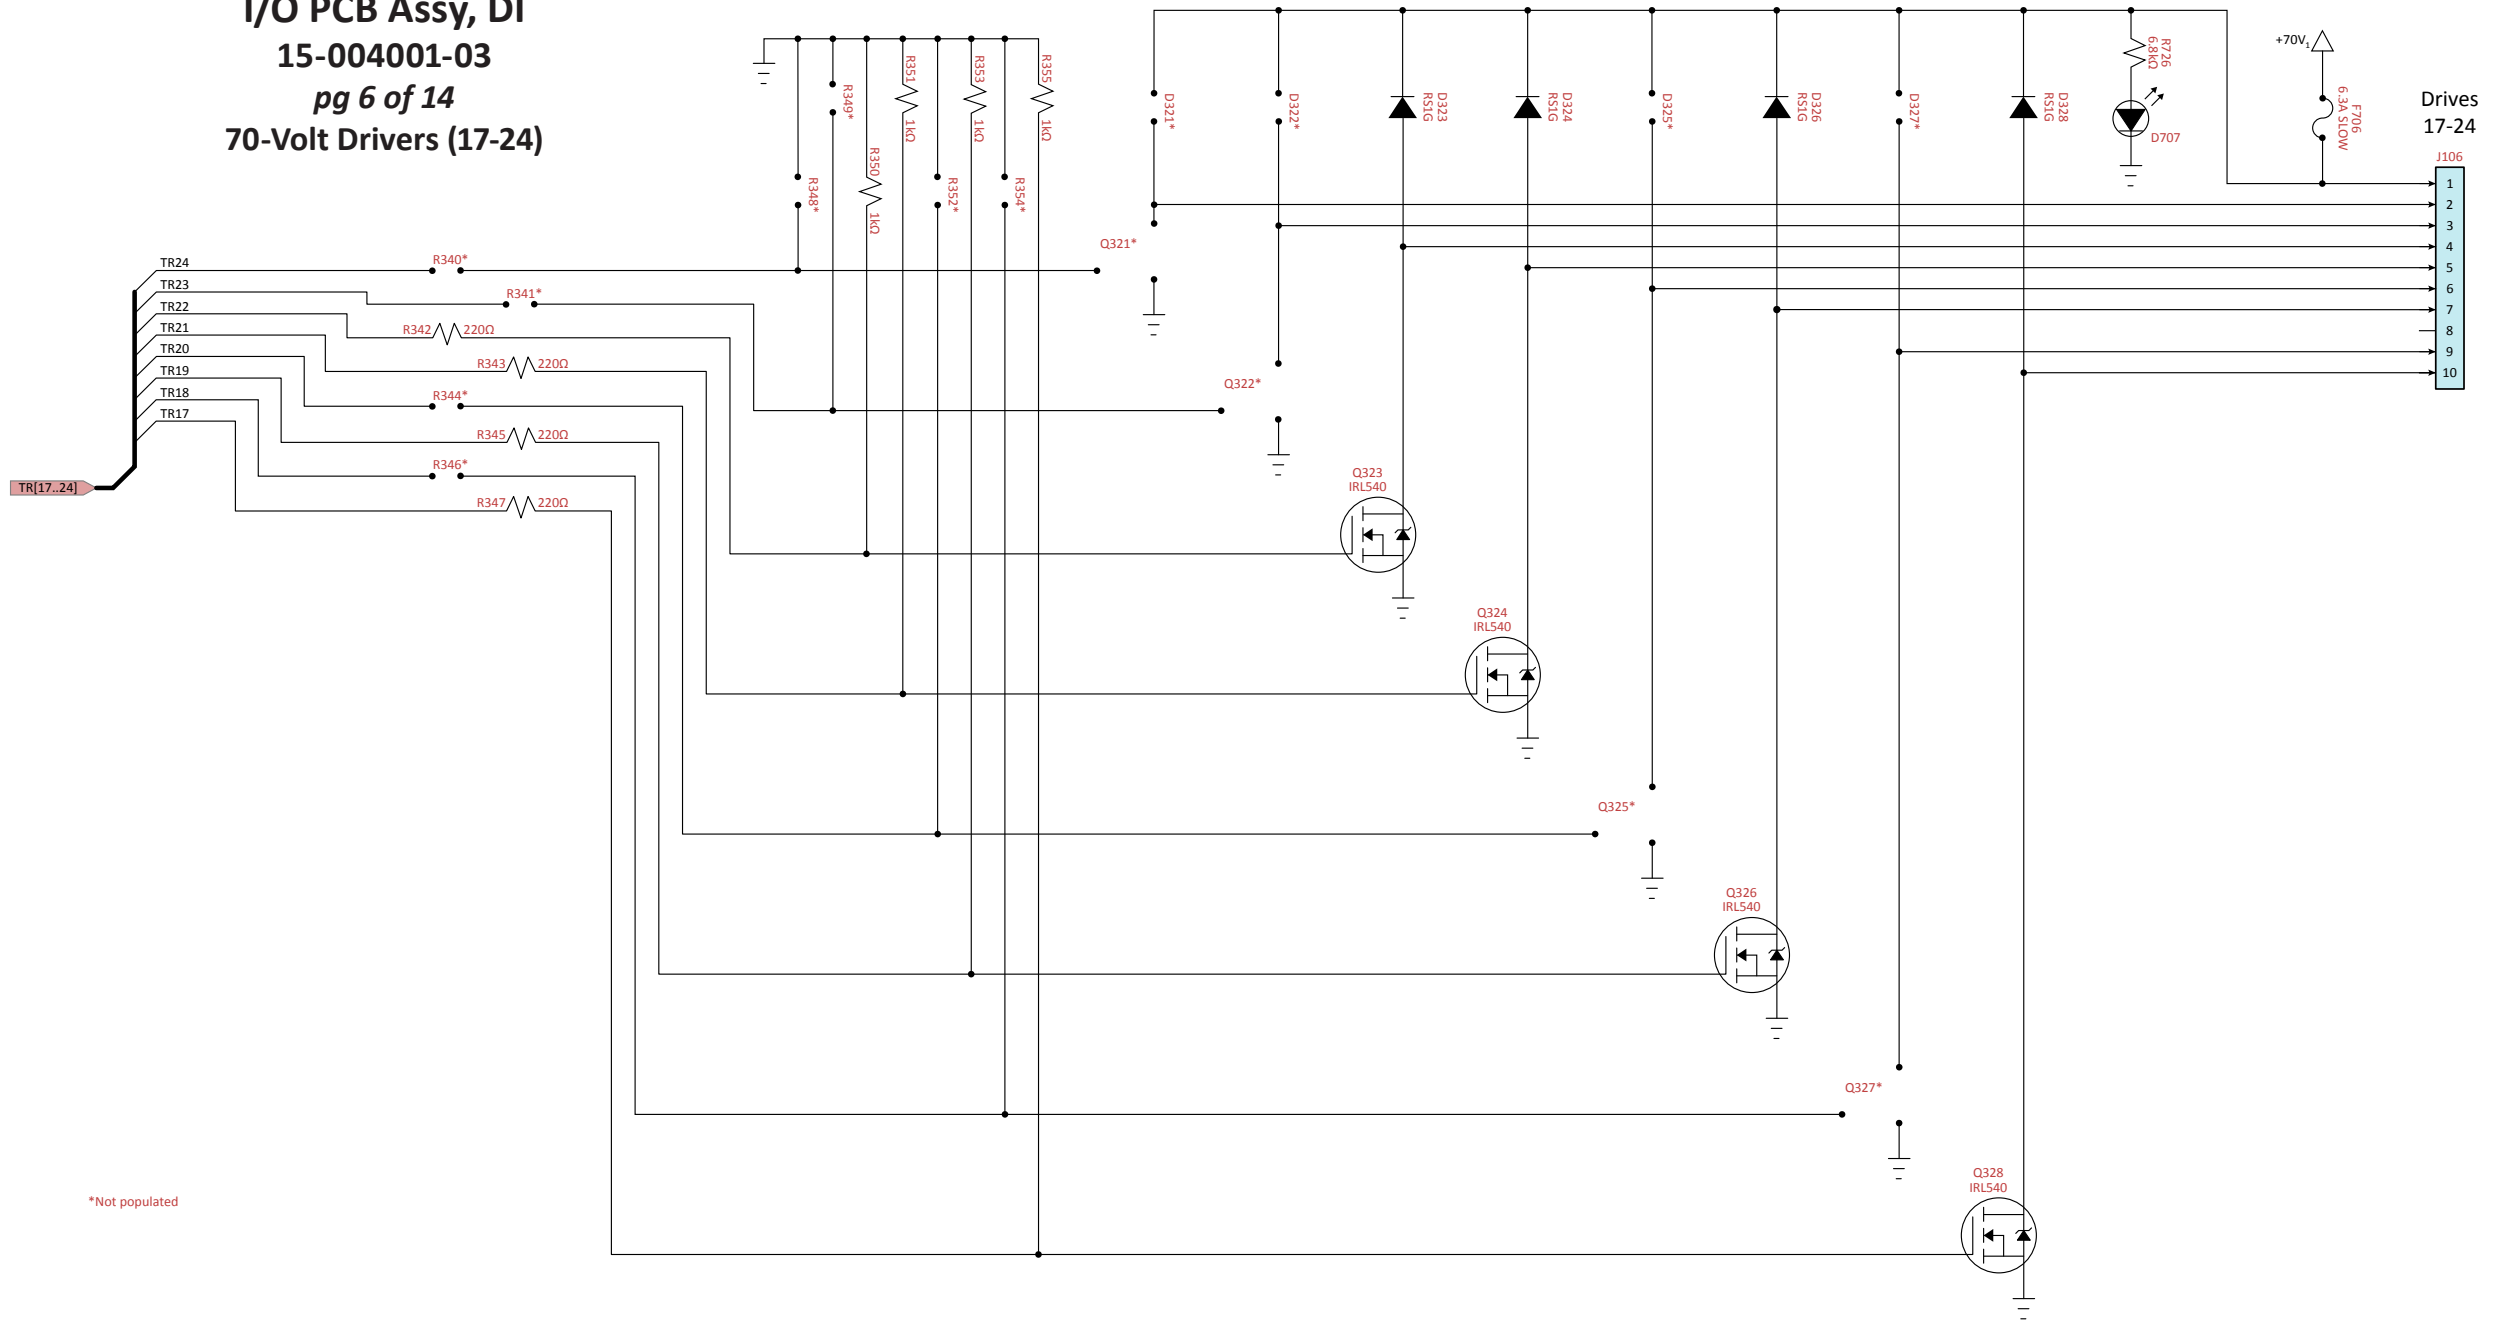 I/O PCB Assy, DI
15-004001-03
pg 6 of 14
70-Volt Drivers (17-24)
R348*
R349*
R350
1kΩ
R351
1kΩ
R352*
R353
1kΩ
R354*
R355
1kΩ
D321*
D322*
D323
RS1G
D324
RS1G
D325*
D326
RS1G
D327*
D328
RS1G
R726
6.8kΩ
D707
+70V1
F706
6.3A SLOW
Drives
17-24
J106
1
2
3
4
5
6
7
8
9
10
TR24
TR23
TR22
TR21
TR20
TR19
TR18
TR17
TR[17..24]
R340*
R341*
R342 220Ω
R343 220Ω
R344*
R345 220Ω
R346*
R347 220Ω
Q321*
Q322*
Q323
IRL540
Q324
IRL540
Q325*
Q326
IRL540
Q327*
Q328
IRL540
*Not populated